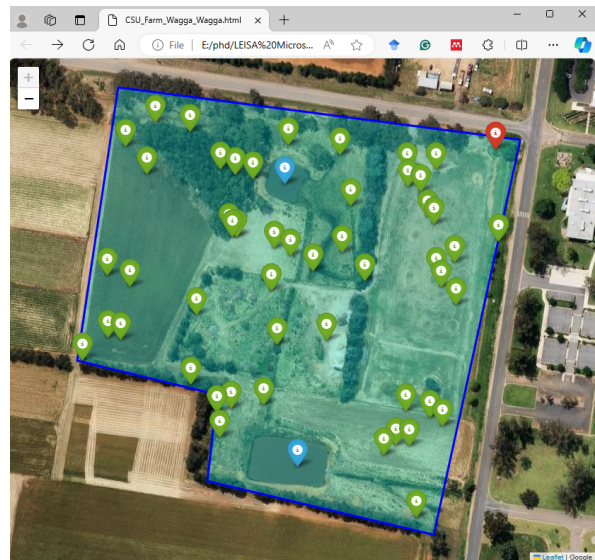 CSU_Farm_Wagga_Wagga.html
File | E:/phd/LEISA%20Micros...
+
−
Leaflet | Google